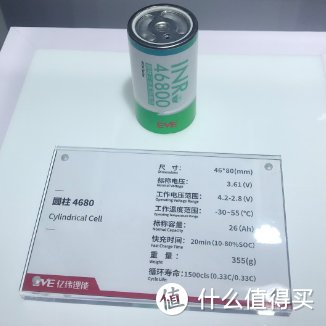 INR
46800
EVE
圆柱 4680
Cylindrical Cell
尺 寸： 46*80(mm)
Dimensions
标称电压： 3.61 (V)
Nominal Voltage
工作电压范围： 4.2-2.8 (V)
Operating Voltage Range
工作温度范围： -30~55(℃)
Operating Temperature Range
标称容量： 26 (Ah)
Nominal Capacity
快充时间： 20min (10-80%SOC)
Fast Charge Time
重 量： 355(g)
Weight
循环寿命： 1500cls (0.33C/0.33C)
Cycle Life
EVE 亿纬锂能
值 什么值得买